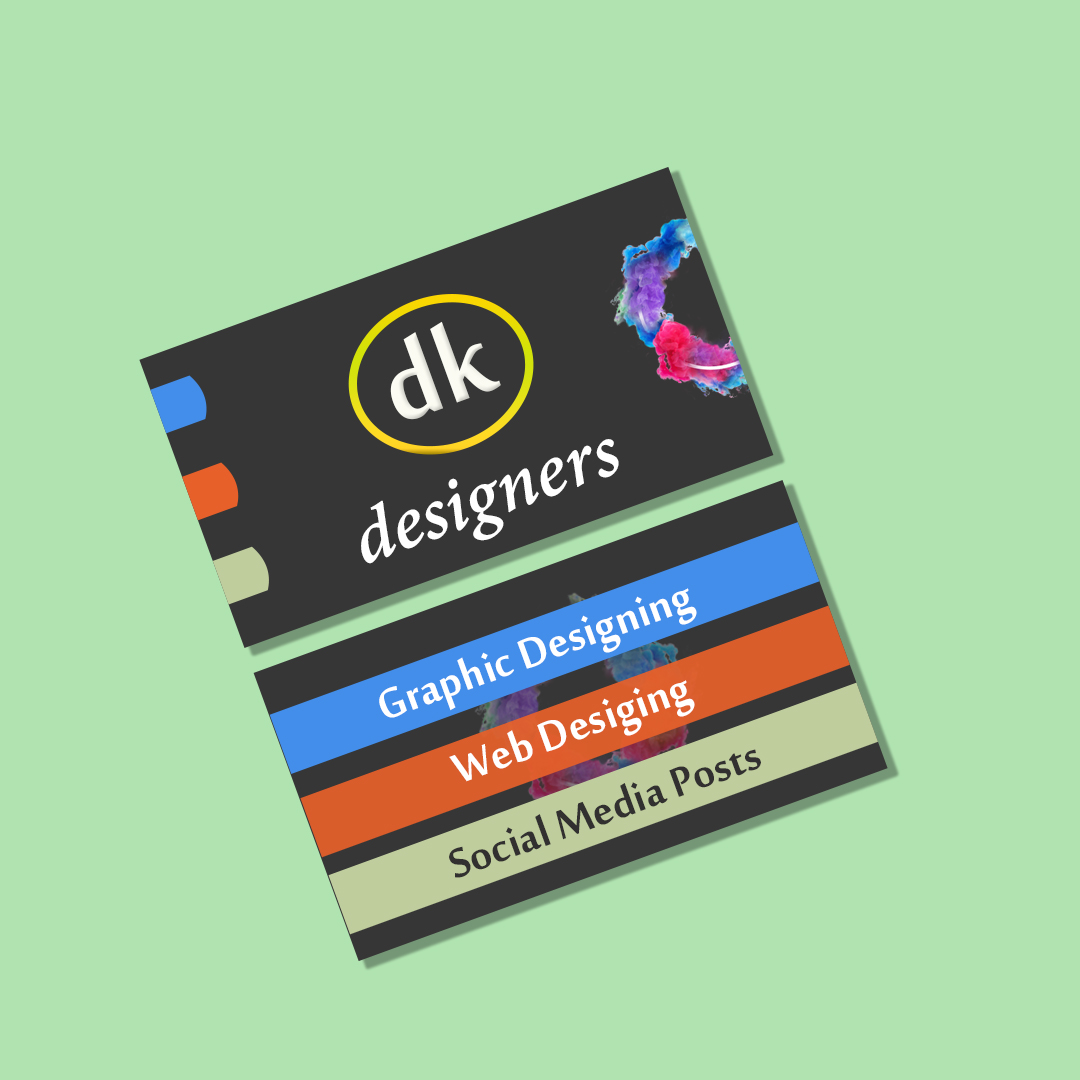 dk
designers
Graphic Designing
Web Desiging
Social Media Posts